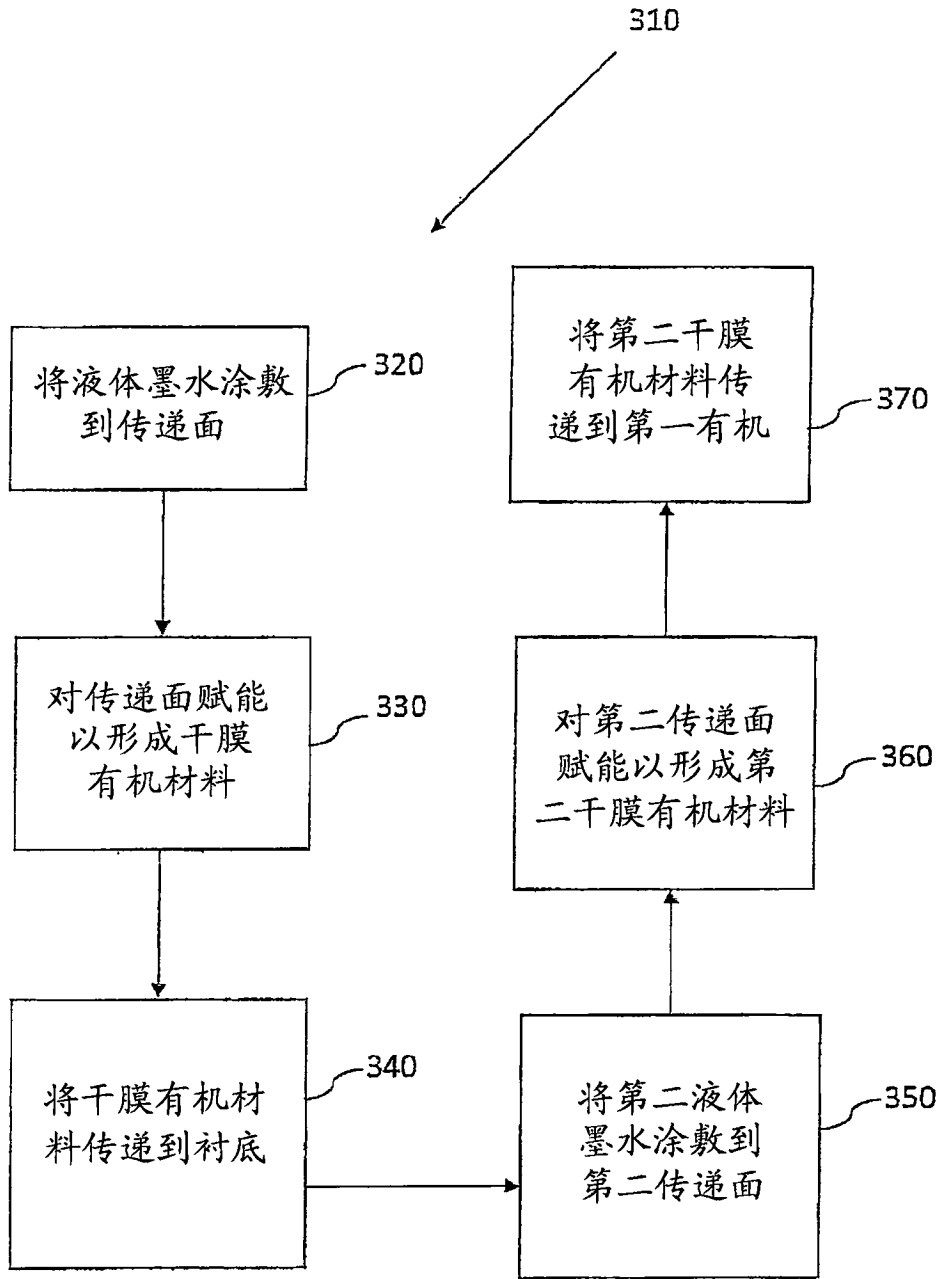 310
将液体墨水涂敷
到传递面
320
对传递面赋能
以形成干膜
有机材料
330
将干膜有机材
料传递到衬底
340
将第二液体
墨水涂敷到
第二传递面
350
对第二传递面
赋能以形成第
二干膜有机材料
360
将第二干膜
有机材料传
递到第一有机
370